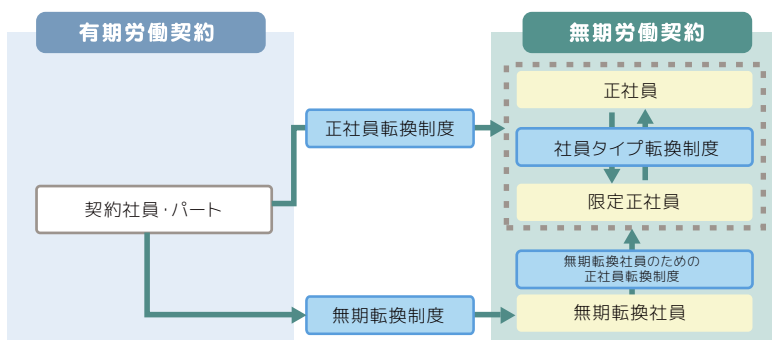 有期労働契約
無期労働契約
正社員
正社員転換制度
社員タイプ転換制度
契約社員・パート
限定正社員
無期転換社員のための
正社員転換制度
無期転換制度
無期転換社員